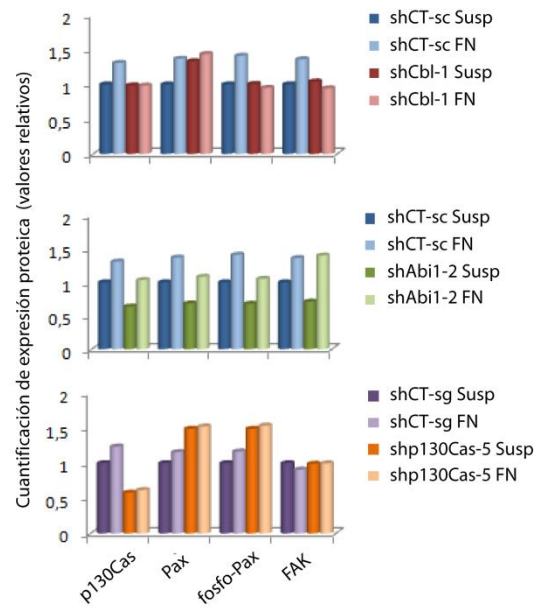 Cuantificación de expresión proteica (valores relativos)
2
1,5
1
0,5
0
shCT-sc Susp
shCT-sc FN
shCbl-1 Susp
shCbl-1 FN
2
1,5
1
0,5
0
shCT-sc Susp
shCT-sc FN
shAbi1-2 Susp
shAbi1-2 FN
2
1,5
1
0,5
0
shCT-sg Susp
shCT-sg FN
shp130Cas-5 Susp
shp130Cas-5 FN
p130Cas
Pax
fosfo-Pax
FAK